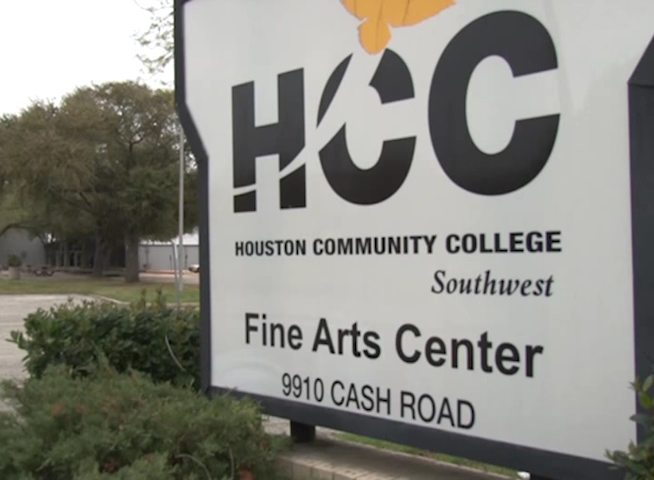 HCC
HOUSTON COMMUNITY COLLEGE
Southwest
Fine Arts Center
9910 CASH ROAD